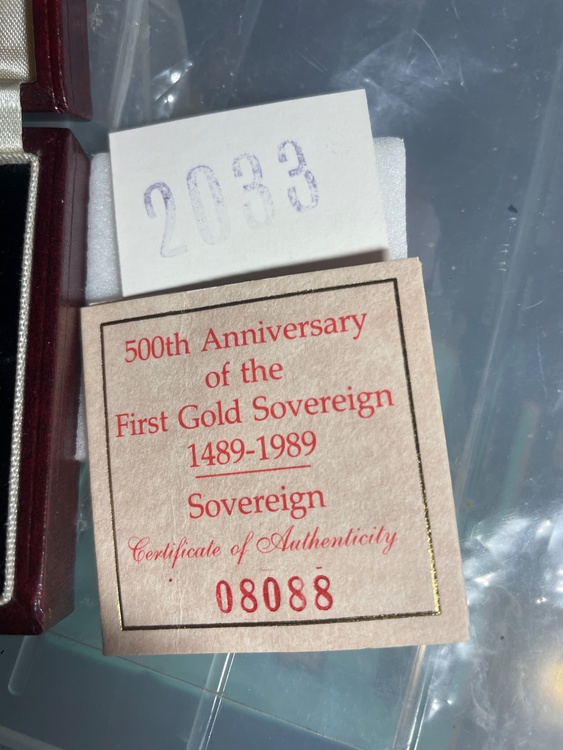 2033
500th Anniversary
of the
First Gold Sovereign
1489-1989
Sovereign
Certificate of Authenticity
08088